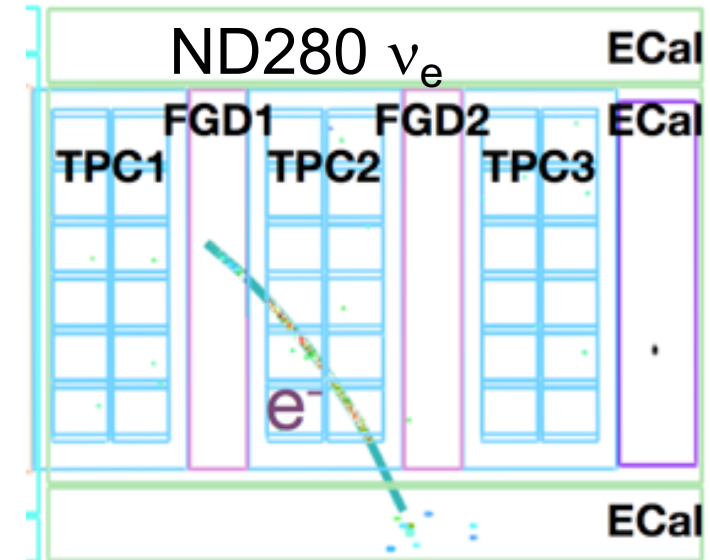 ND280 νe
ECal
FGD1 FGD2 ECal
TPC1 TPC2 TPC3
e-
ECal